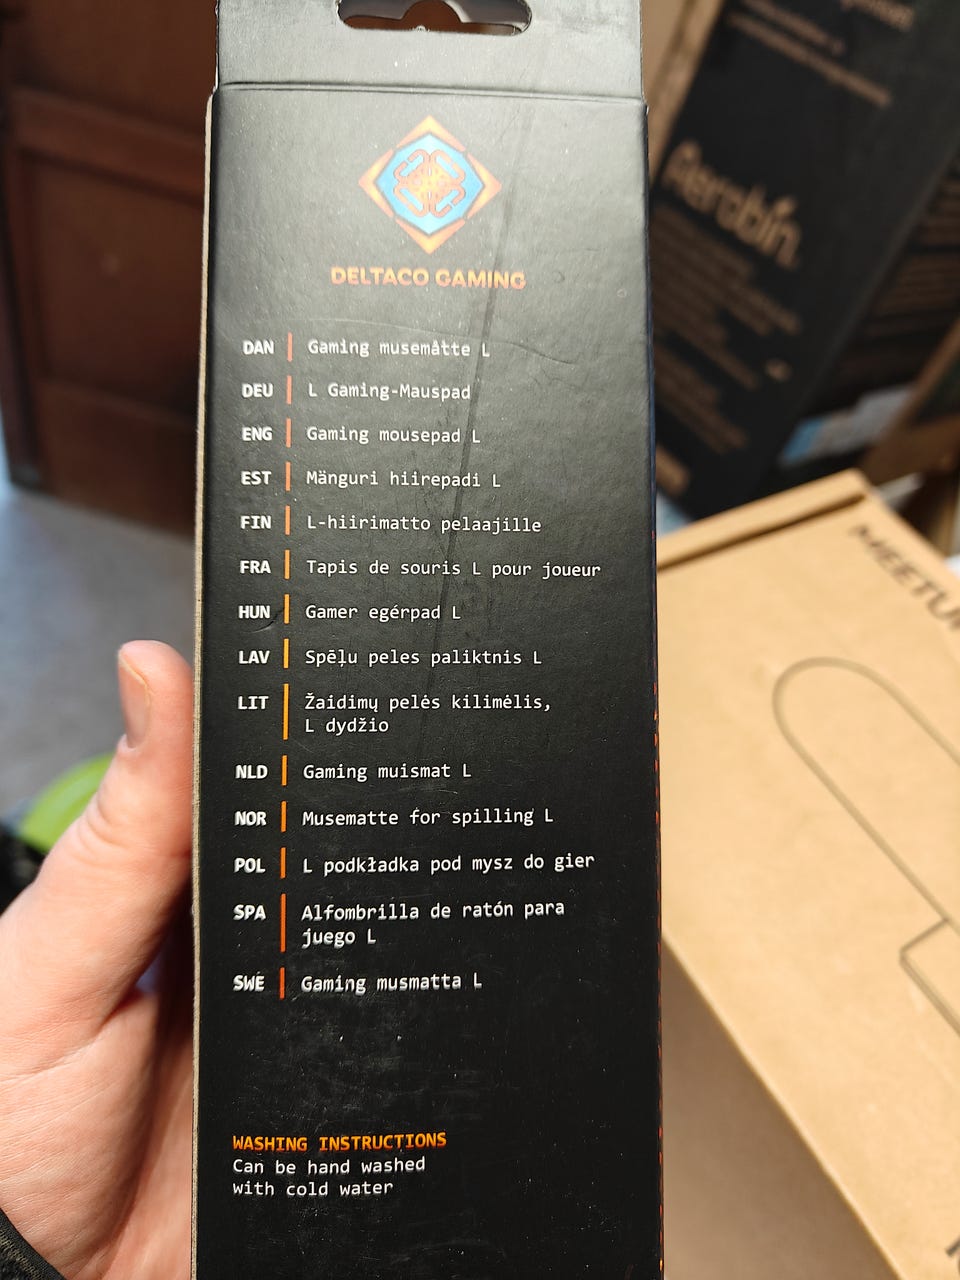 DELTACO GAMING
DAN | Gaming musemåtte L
DEU | L Gaming-Mauspad
ENG | Gaming mousepad L
EST | Mänguri hiirepadi L
FIN | L-hiirimatto pelaajille
FRA | Tapis de souris L pour joueur
HUN | Gamer egérpad L
LAV | Spēļu peles paliktnis L
LIT | Žaidimų pelės kilimėlis,
L dydžio
NLD | Gaming muismat L
NOR | Musematte for spilling L
POL | L podkładka pod mysz do gier
SPA | Alfombrilla de ratón para
juego L
SWE | Gaming musmatta L
WASHING INSTRUCTIONS
Can be hand washed
with cold water
Aerobin